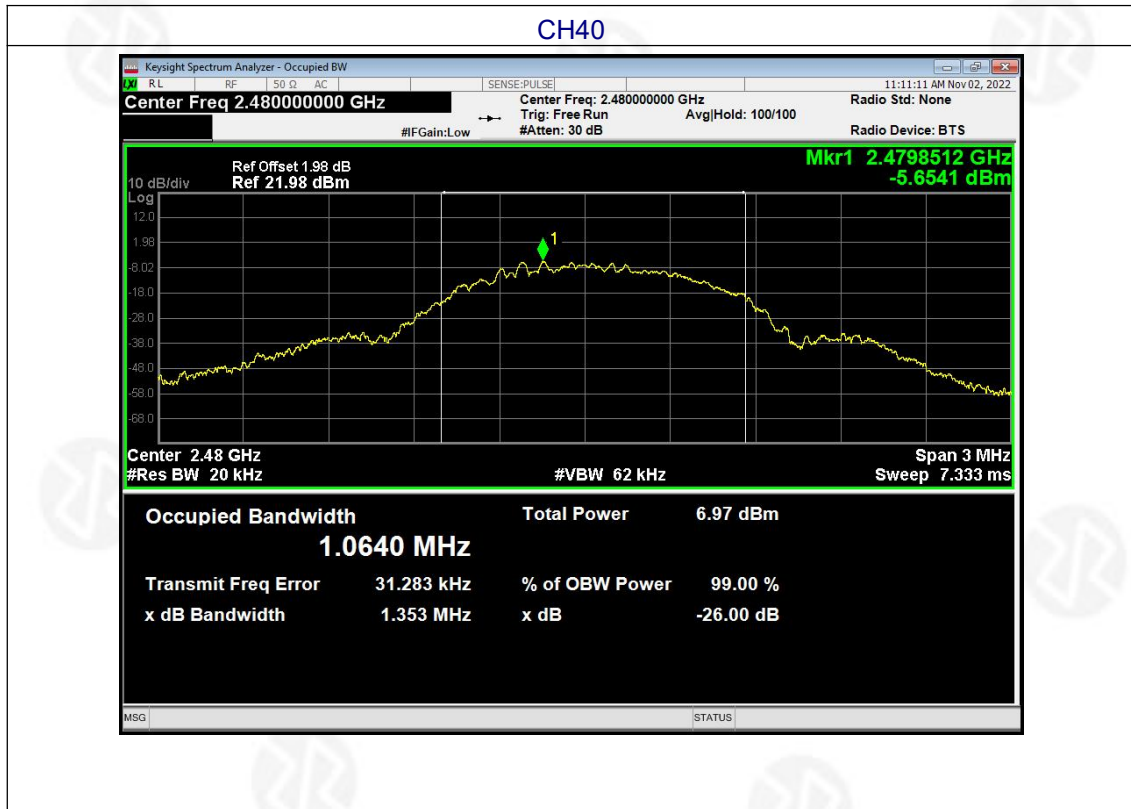 CH40
Keysight Spectrum Analyzer - Occupied BW
LXI RL RF 50 Ω AC SENSE:PULSE 11:11:11 AM Nov 02, 2022
Center Freq 2.480000000 GHz Center Freq: 2.480000000 GHz Radio Std: None
Trig: Free Run Avg|Hold: 100/100
#IFGain:Low #Atten: 30 dB Radio Device: BTS
Mkr1 2.4798512 GHz
Ref Offset 1.98 dB
10 dB/div Ref 21.98 dBm -5.6541 dBm
Log
12.0
1.98
-8.02
-18.0
-28.0
-38.0
-48.0
-58.0
-68.0
1
Center 2.48 GHz Span 3 MHz
#Res BW 20 kHz #VBW 62 kHz Sweep 7.333 ms
Occupied Bandwidth Total Power 6.97 dBm
1.0640 MHz
Transmit Freq Error 31.283 kHz % of OBW Power 99.00 %
x dB Bandwidth 1.353 MHz x dB -26.00 dB
MSG STATUS